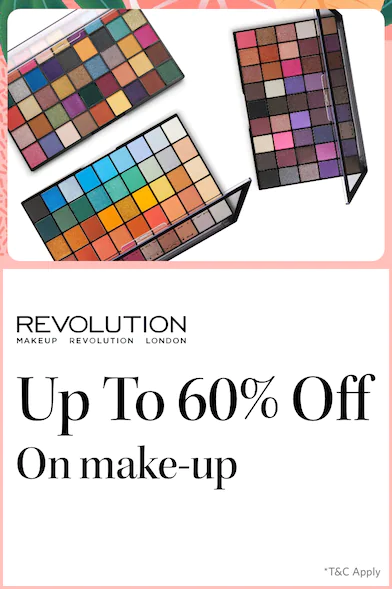 REVOLUTION
MAKEUP REVOLUTION LONDON
Up To 60% Off
On make-up
*T&C Apply